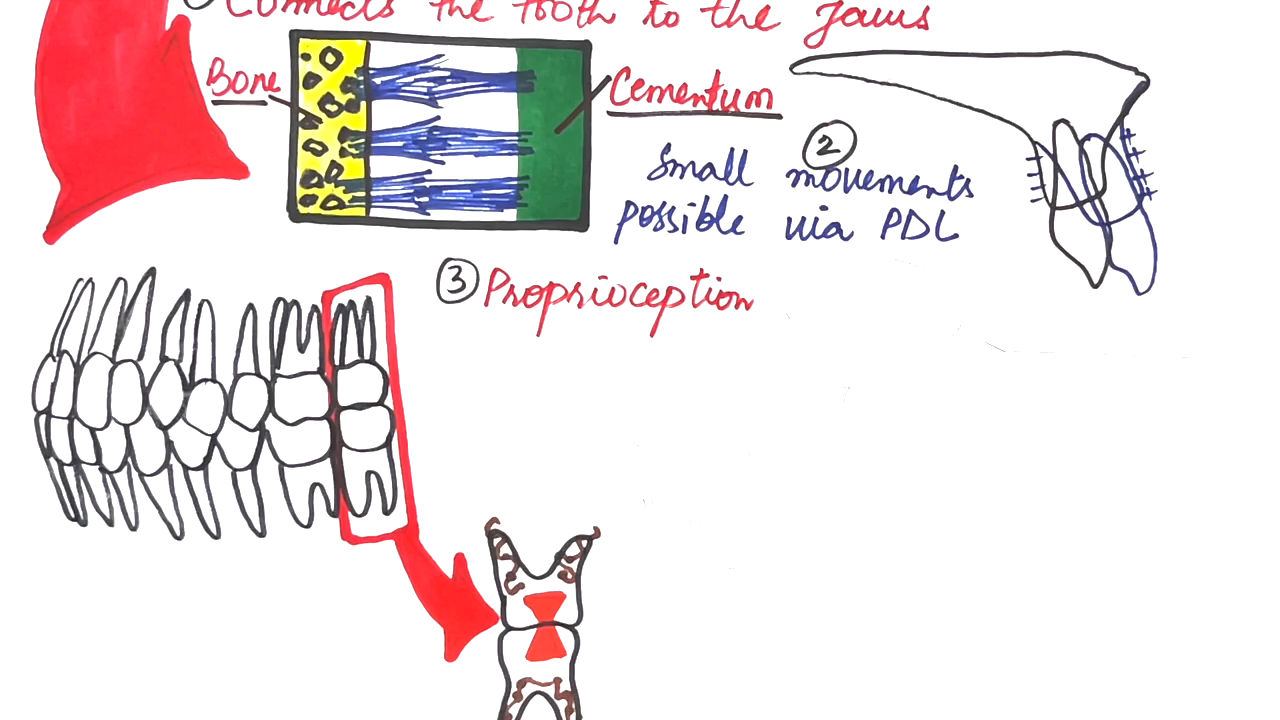 Connects the tooth to the jaws
Bone
Cementum
②
Small movements
possible via PDL
③ Proprioception